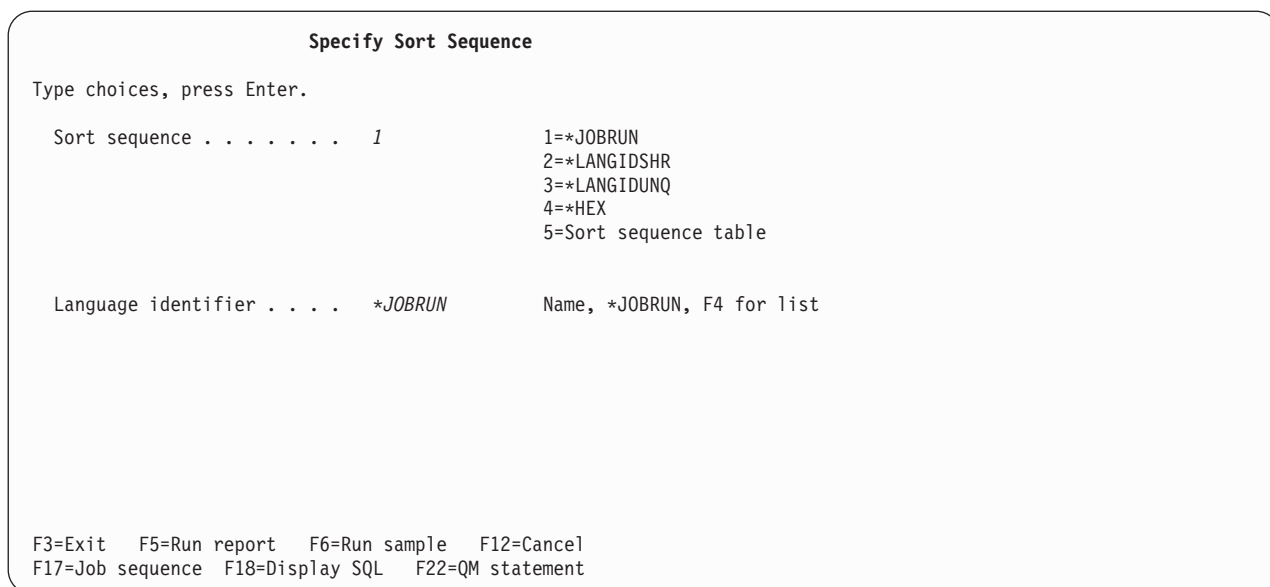 Specify Sort Sequence
Type choices, press Enter.
Sort sequence . . . . . . . 1 1=*JOBRUN
2=*LANGIDSHR
3=*LANGIDUNQ
4=*HEX
5=Sort sequence table
Language identifier . . . . *JOBRUN Name, *JOBRUN, F4 for list
F3=Exit F5=Run report F6=Run sample F12=Cancel
F17=Job sequence F18=Display SQL F22=QM statement